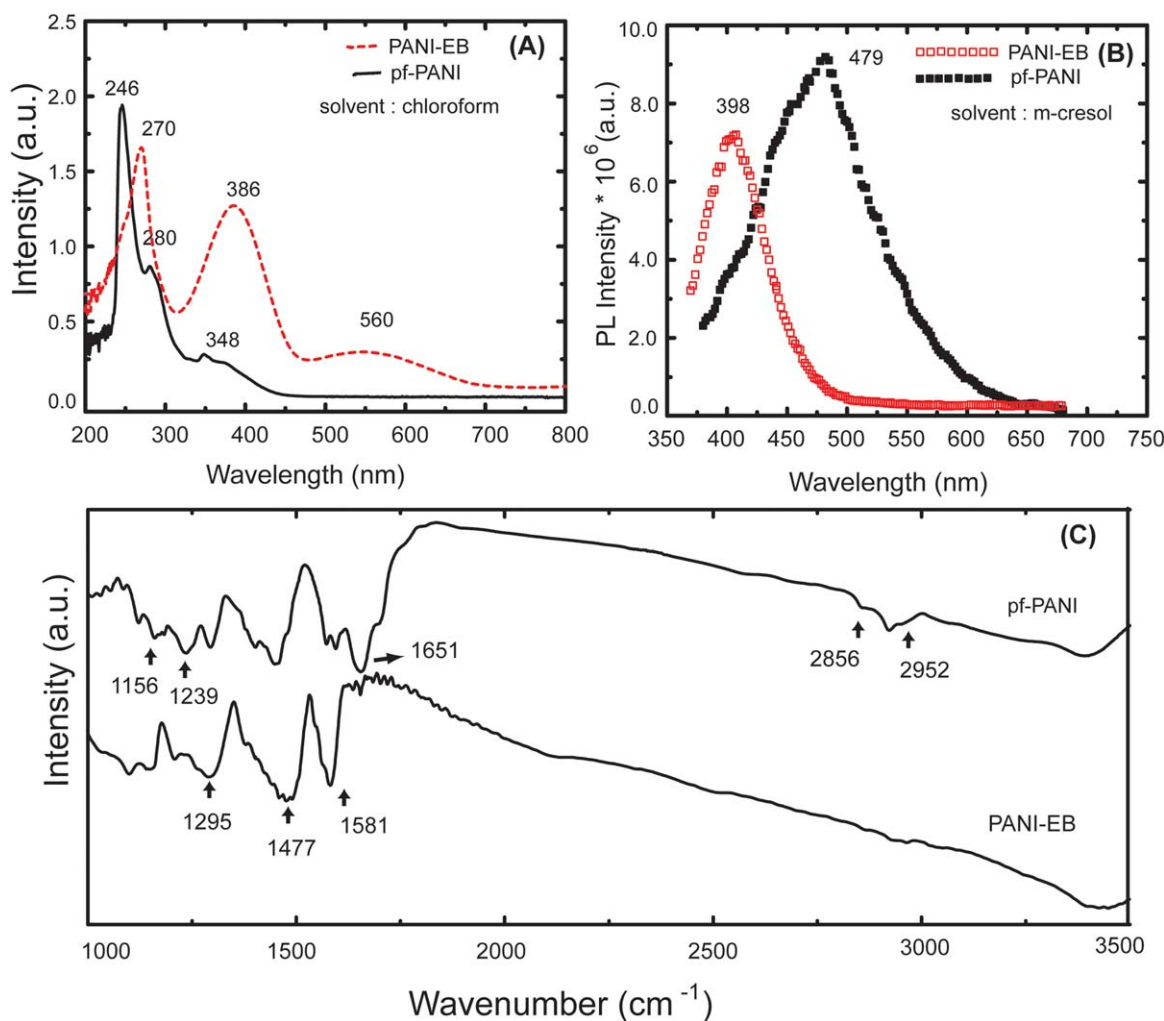 (A)
PANI-EB
pf-PANI
solvent : chloroform
246
270
280
348
386
560
Intensity (a.u.)
2.5
2.0
1.5
1.0
0.5
0.0
200 300 400 500 600 700 800
Wavelength (nm)
(B)
PANI-EB
pf-PANI
solvent : m-cresol
398
479
PL Intensity * 10^6 (a.u.)
10.0
8.0
6.0
4.0
2.0
0.0
350 400 450 500 550 600 650 700 750
Wavelength (nm)
(C)
pf-PANI
1156
1239
1651
2856
2952
1295
1477
1581
PANI-EB
Intensity (a.u.)
1000 1500 2000 2500 3000 3500
Wavenumber (cm⁻¹)